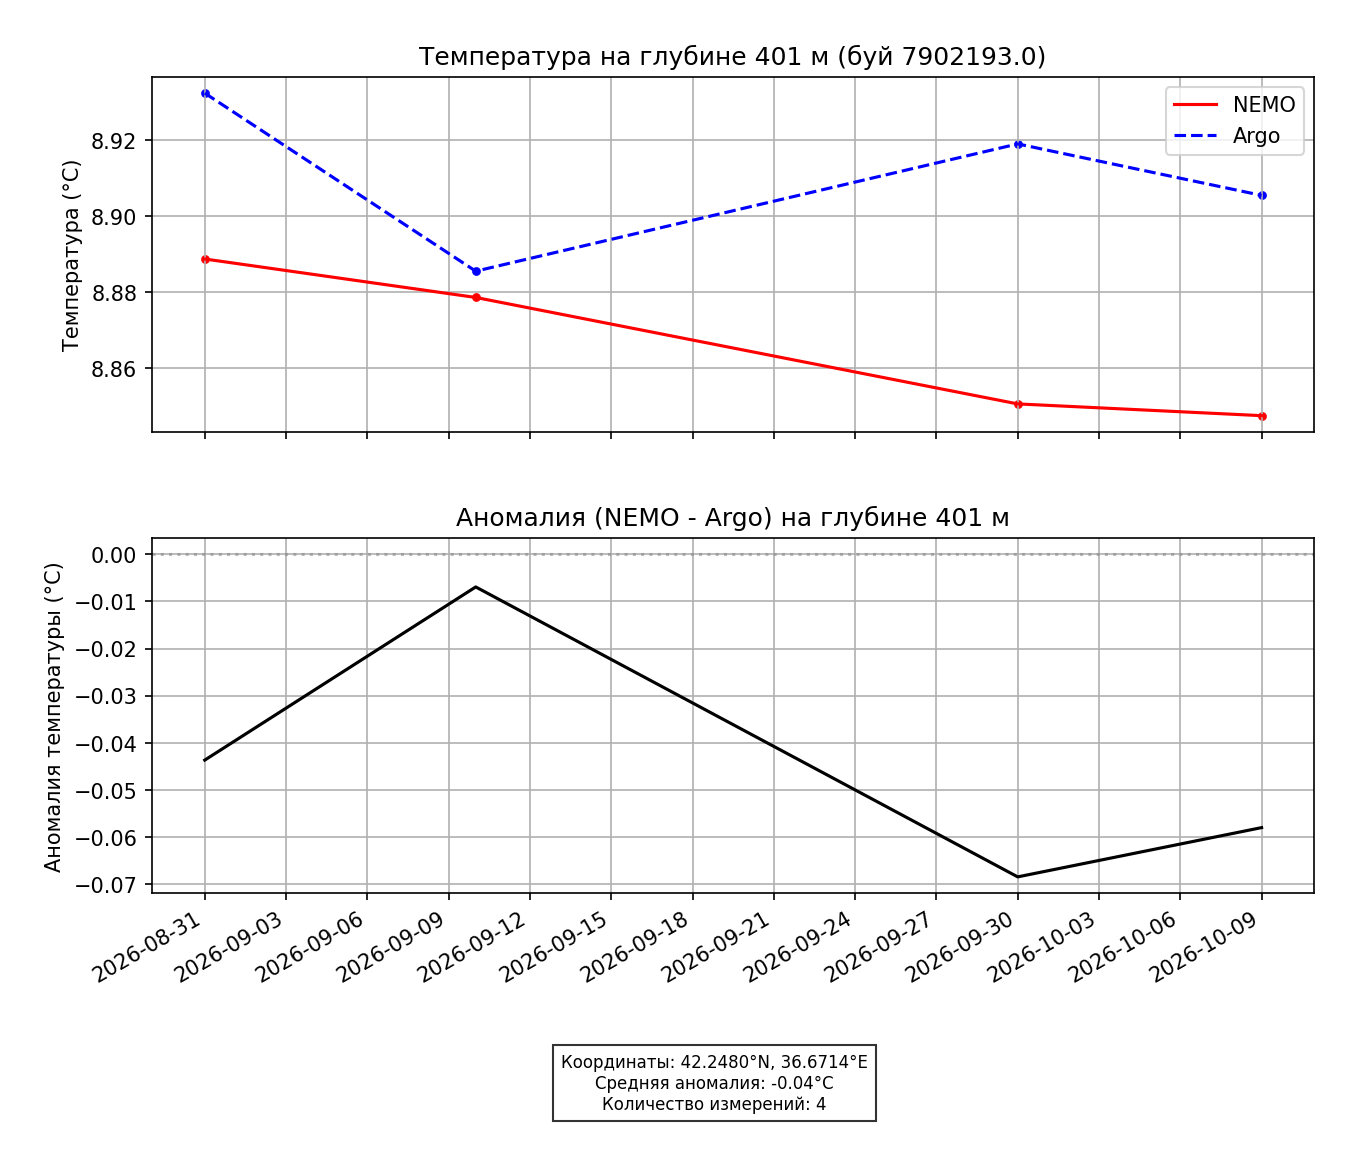 Температура на глубине 401 м (буй 7902193.0)
NEMO
Argo
Температура (°C)
8.92
8.90
8.88
8.86
Аномалия (NEMO - Argo) на глубине 401 м
Аномалия температуры (°C)
0.00
−0.01
−0.02
−0.03
−0.04
−0.05
−0.06
−0.07
2026-08-31
2026-09-03
2026-09-06
2026-09-09
2026-09-12
2026-09-15
2026-09-18
2026-09-21
2026-09-24
2026-09-27
2026-09-30
2026-10-03
2026-10-06
2026-10-09
Координаты: 42.2480°N, 36.6714°E
Средняя аномалия: -0.04°C
Количество измерений: 4